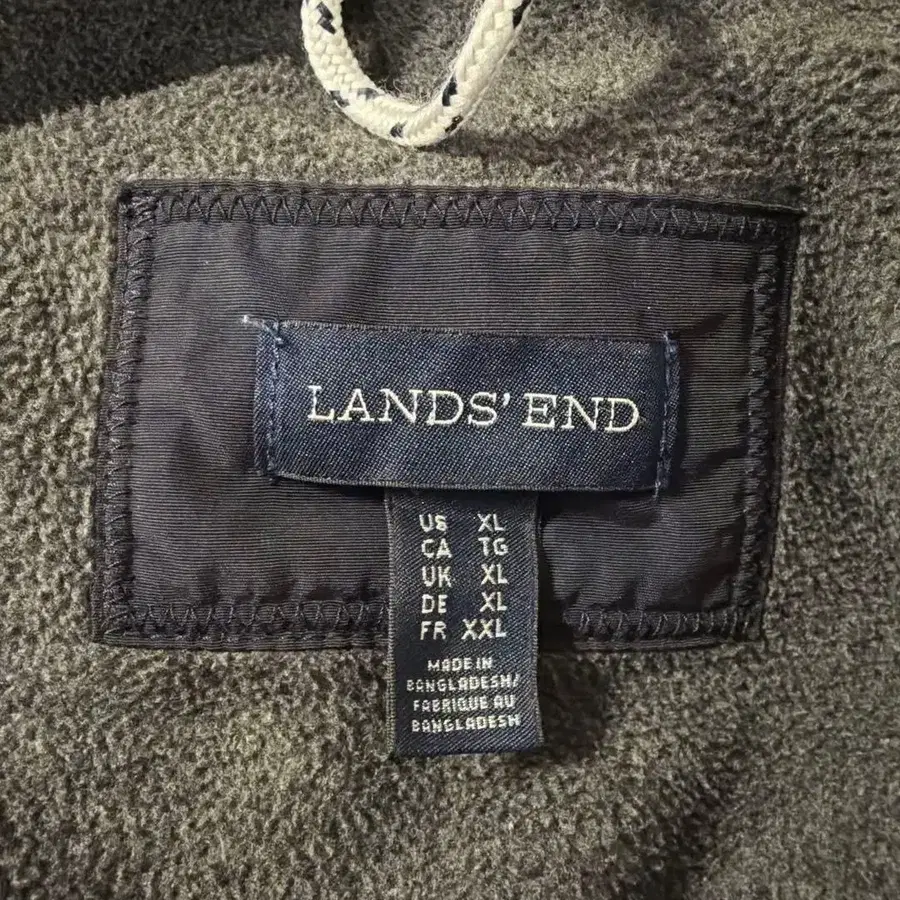 LANDS' END
US XL
CA TG
UK XL
DE XL
FR XXL
MADE IN
BANGLADESH/
FABRIQUE AU
BANGLADESH